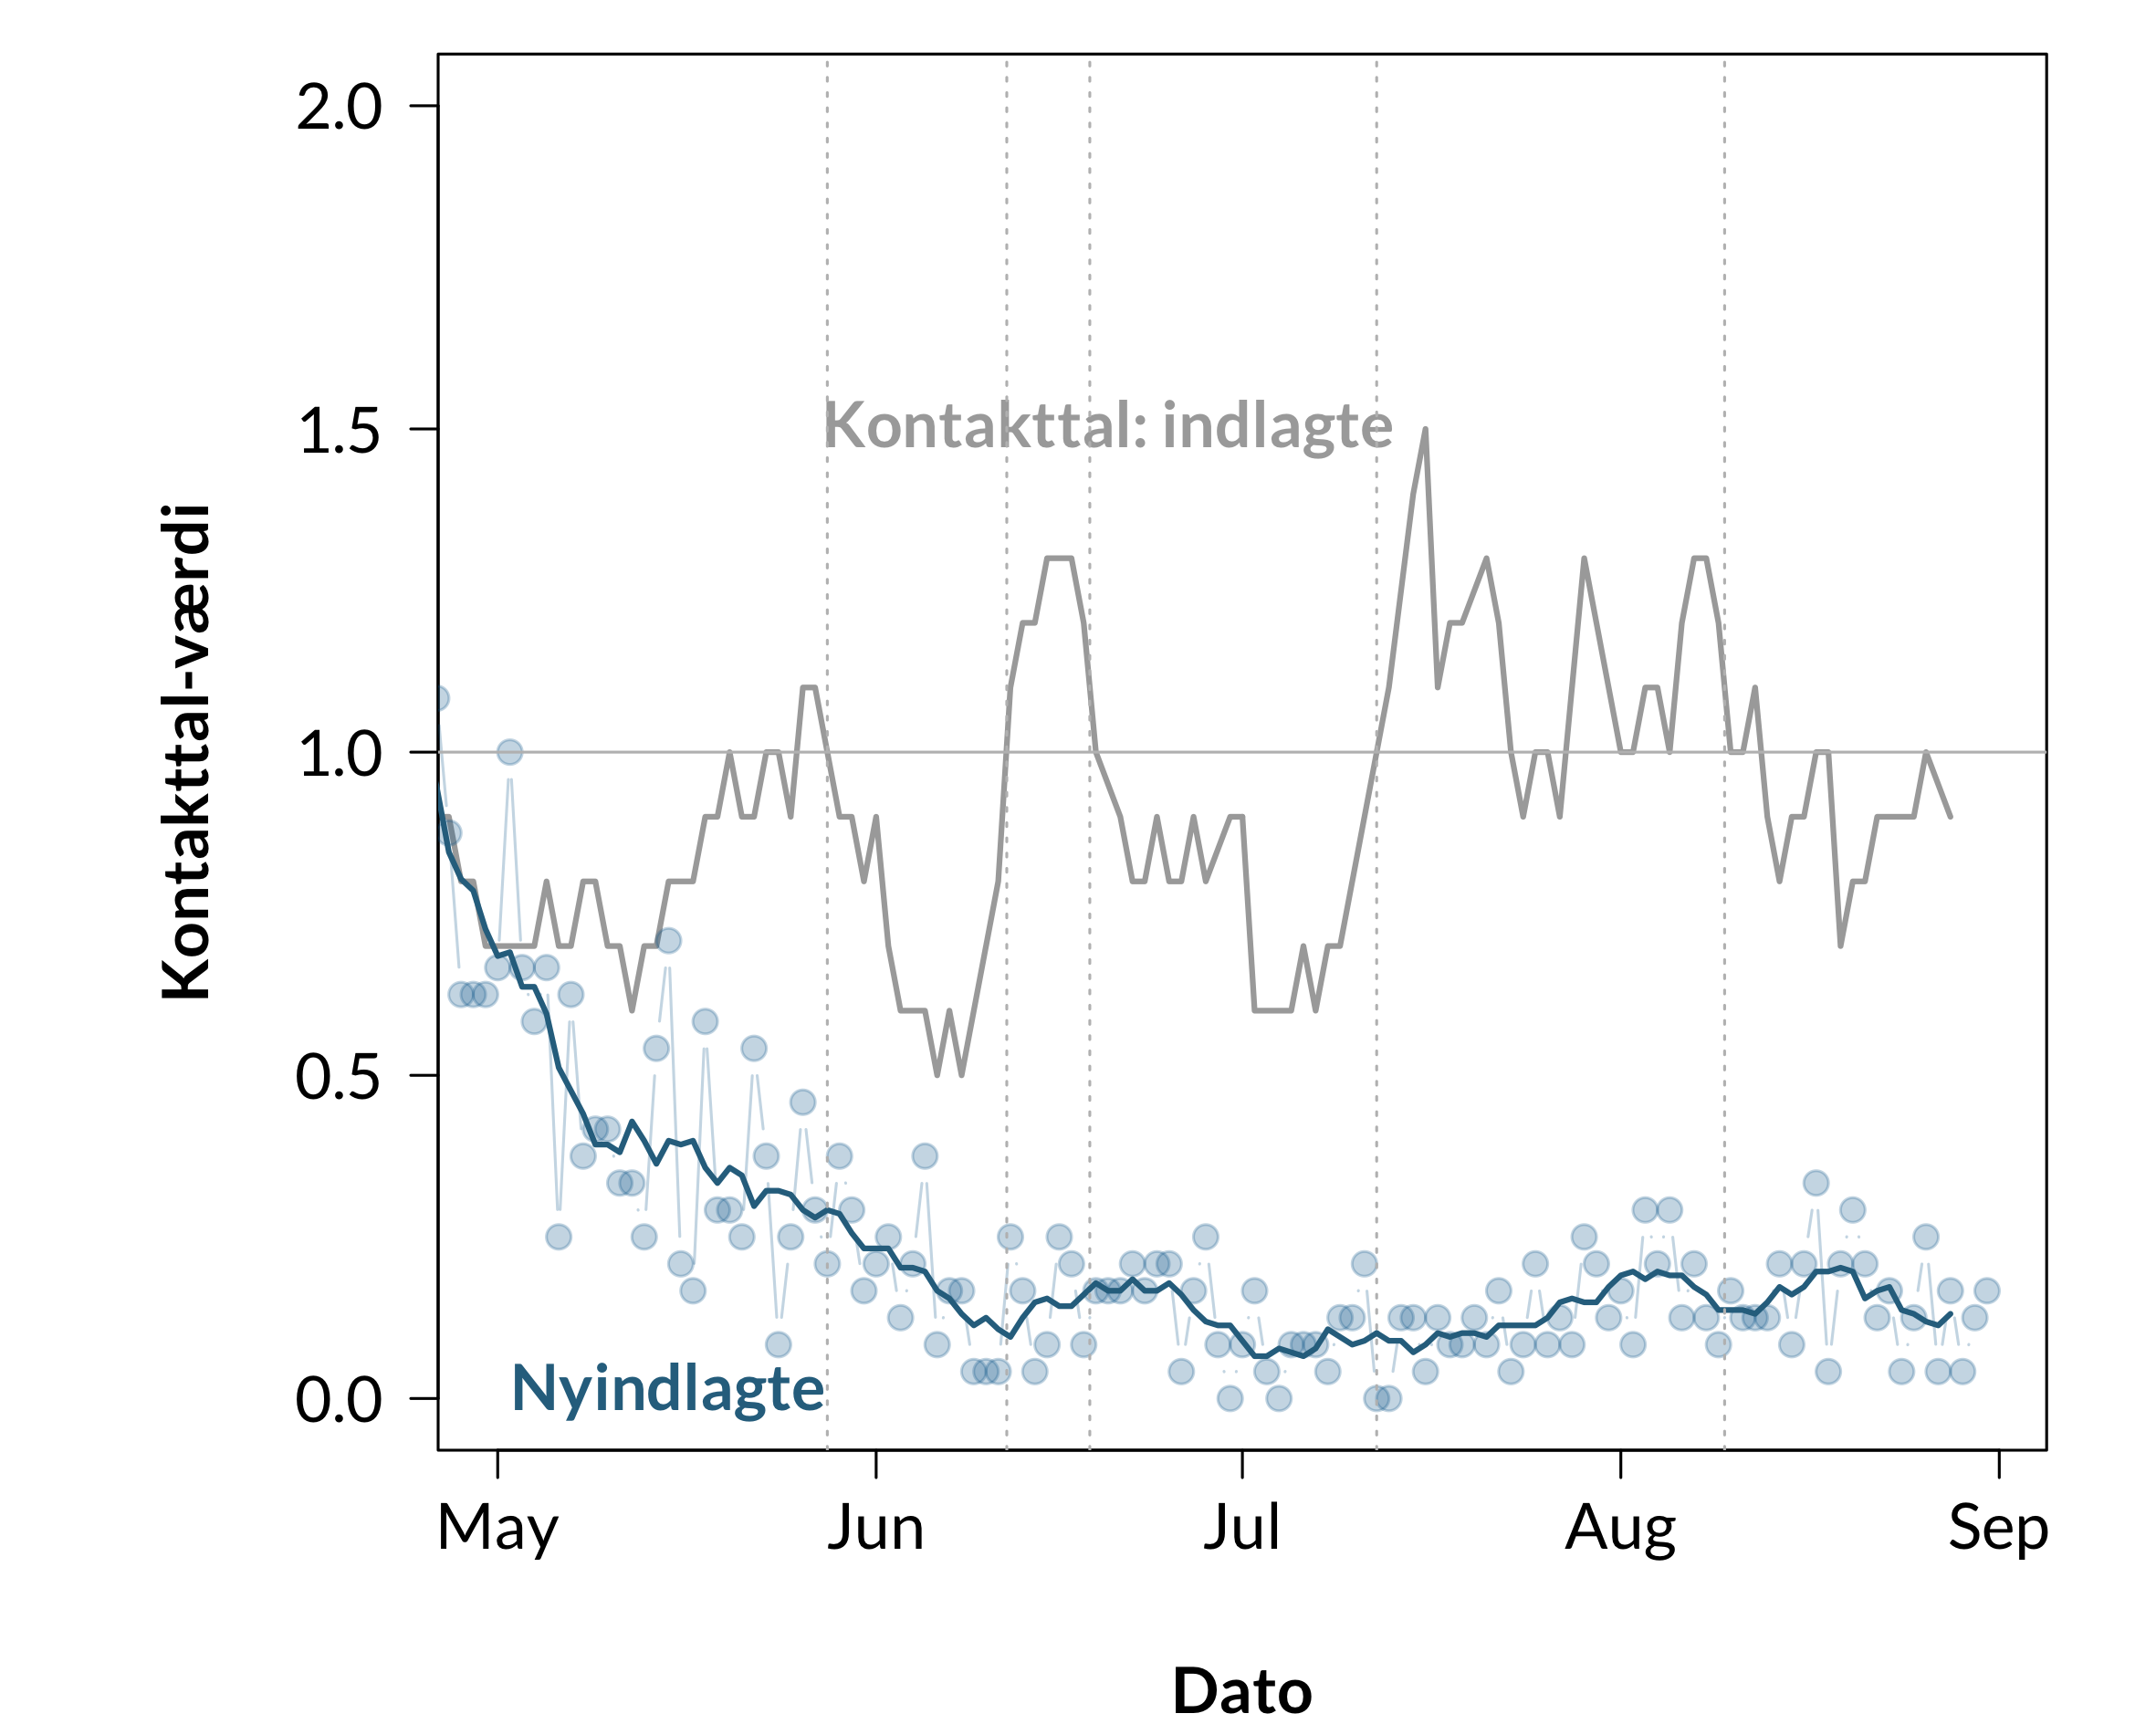 2.0
Kontakttal: indlagte
1.5
Kontakttal-værdi
1.0
0.5
Nyindlagte
0.0
May Jun Jul Aug Sep
Dato